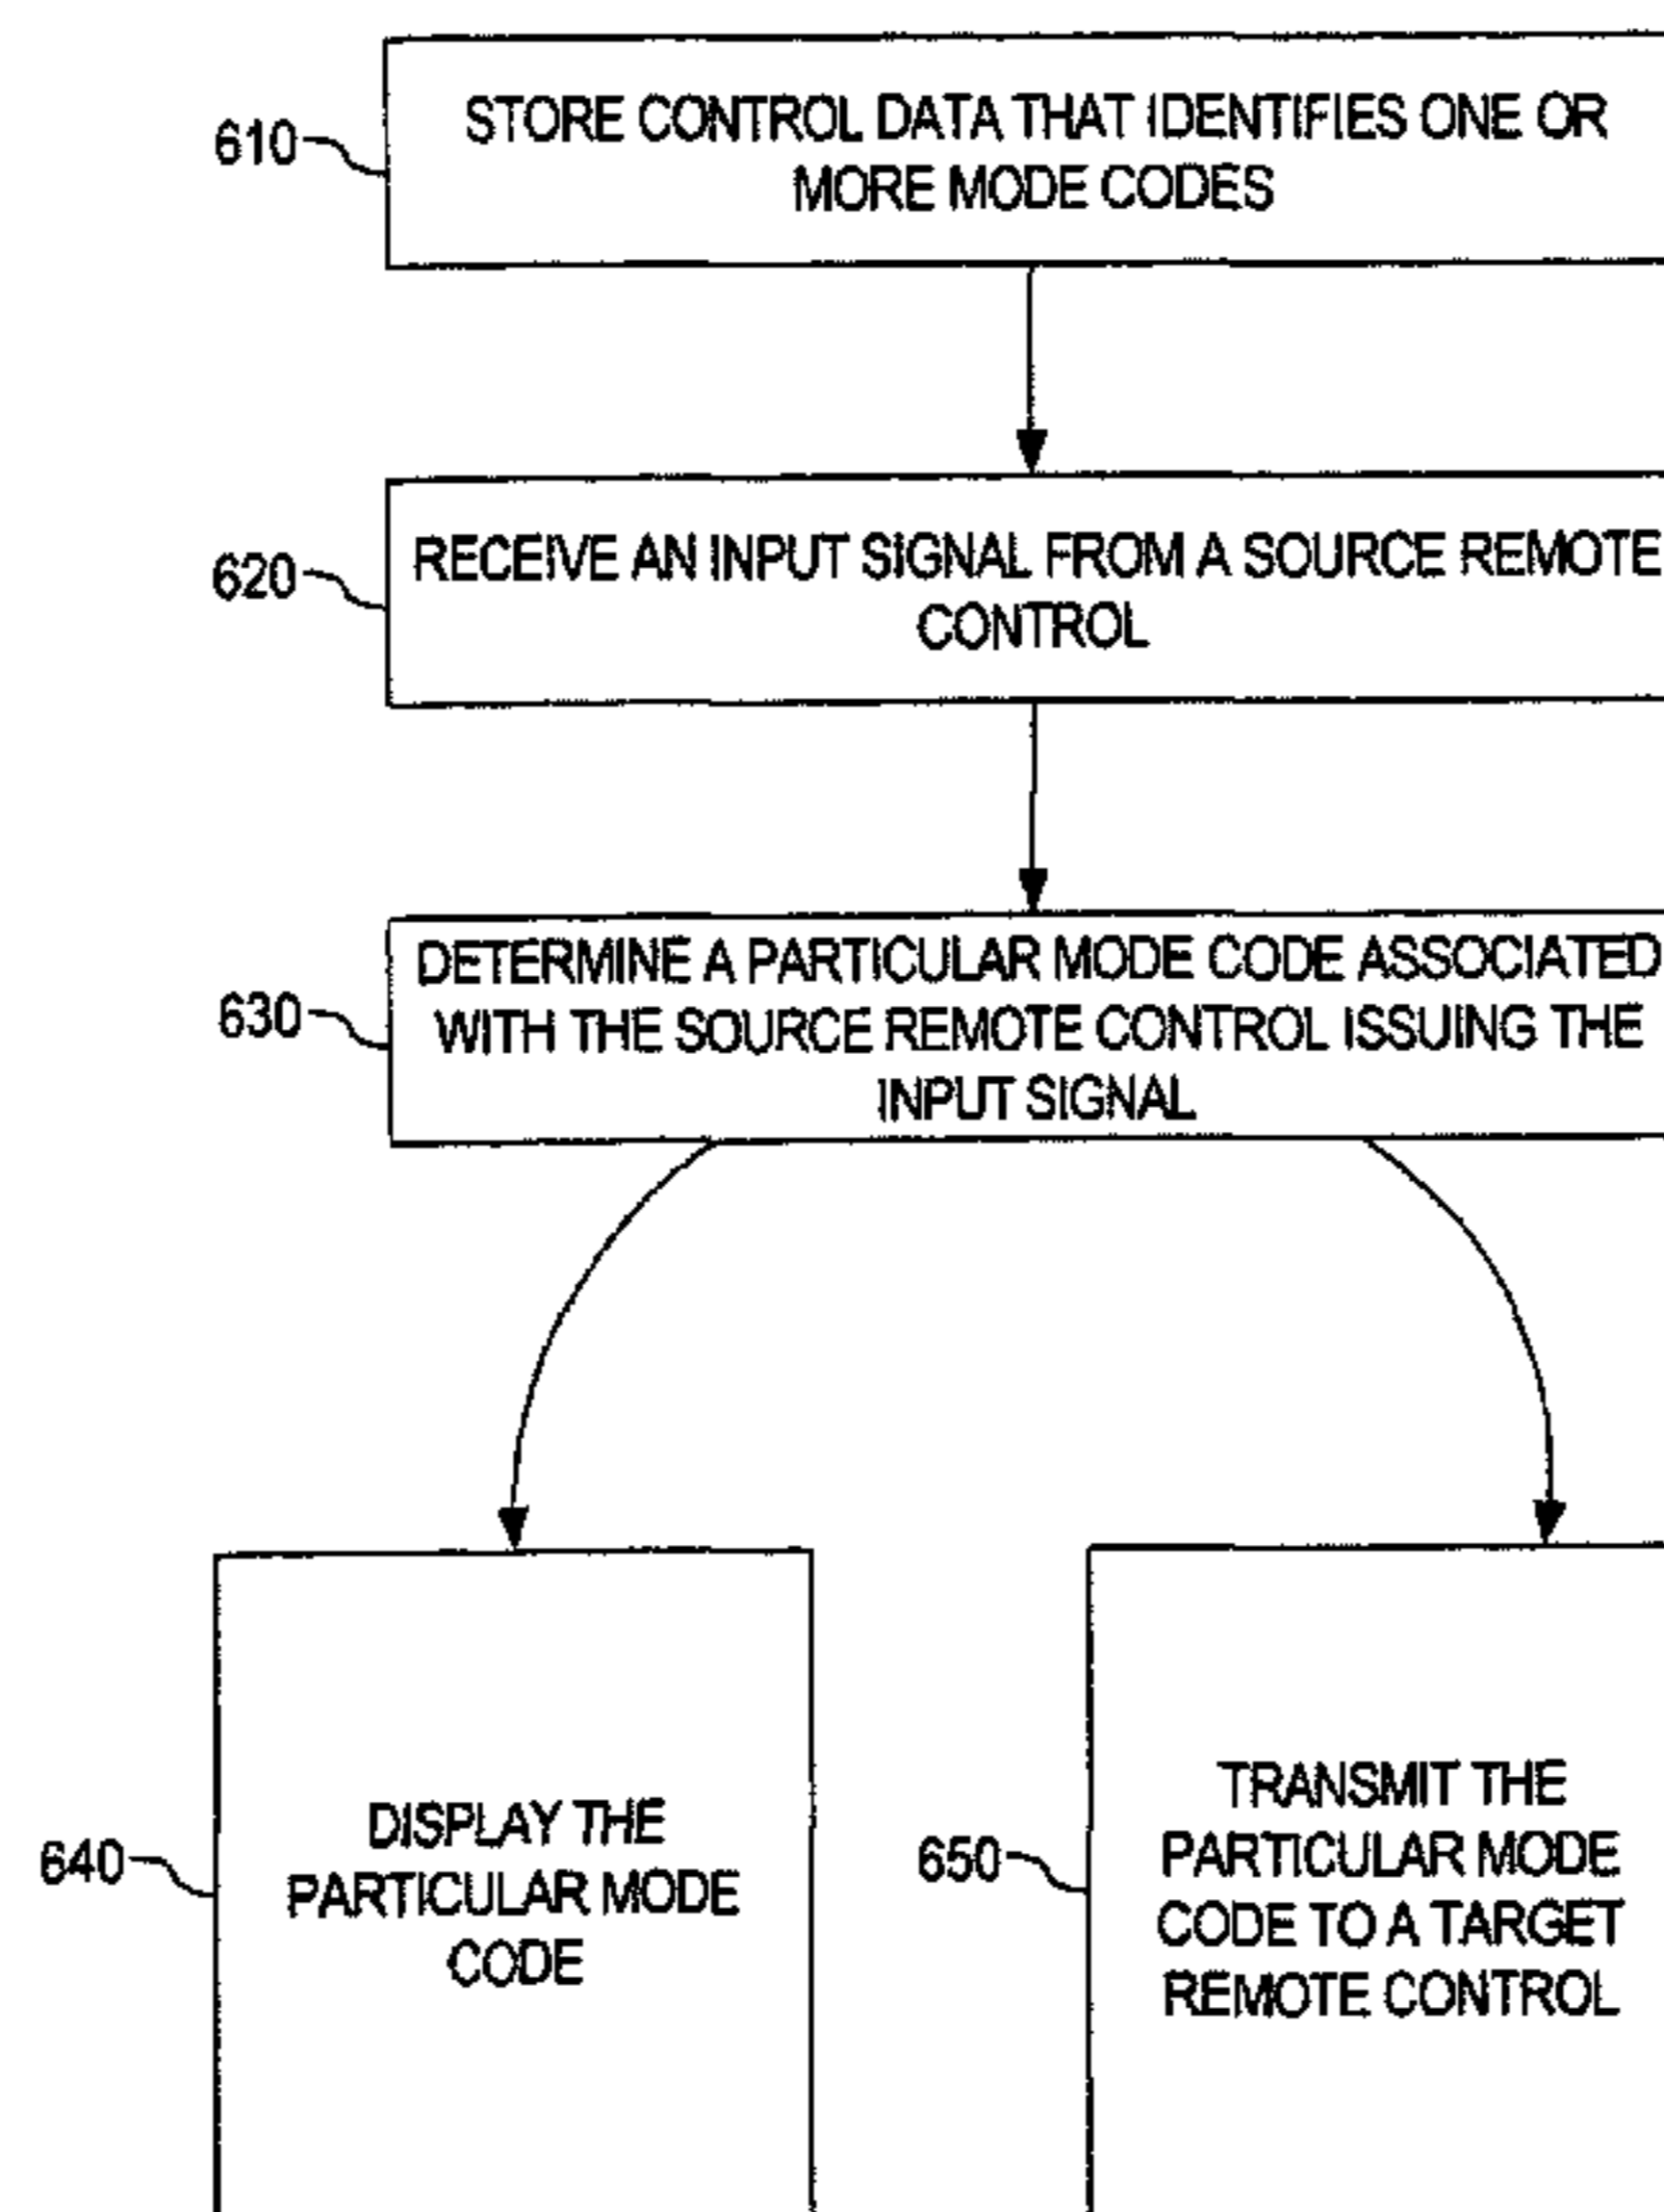 610
STORE CONTROL DATA THAT IDENTIFIES ONE OR
MORE MODE CODES
620
RECEIVE AN INPUT SIGNAL FROM A SOURCE REMOTE
CONTROL
630
DETERMINE A PARTICULAR MODE CODE ASSOCIATED
WITH THE SOURCE REMOTE CONTROL ISSUING THE
INPUT SIGNAL
640
DISPLAY THE
PARTICULAR MODE
CODE
650
TRANSMIT THE
PARTICULAR MODE
CODE TO A TARGET
REMOTE CONTROL